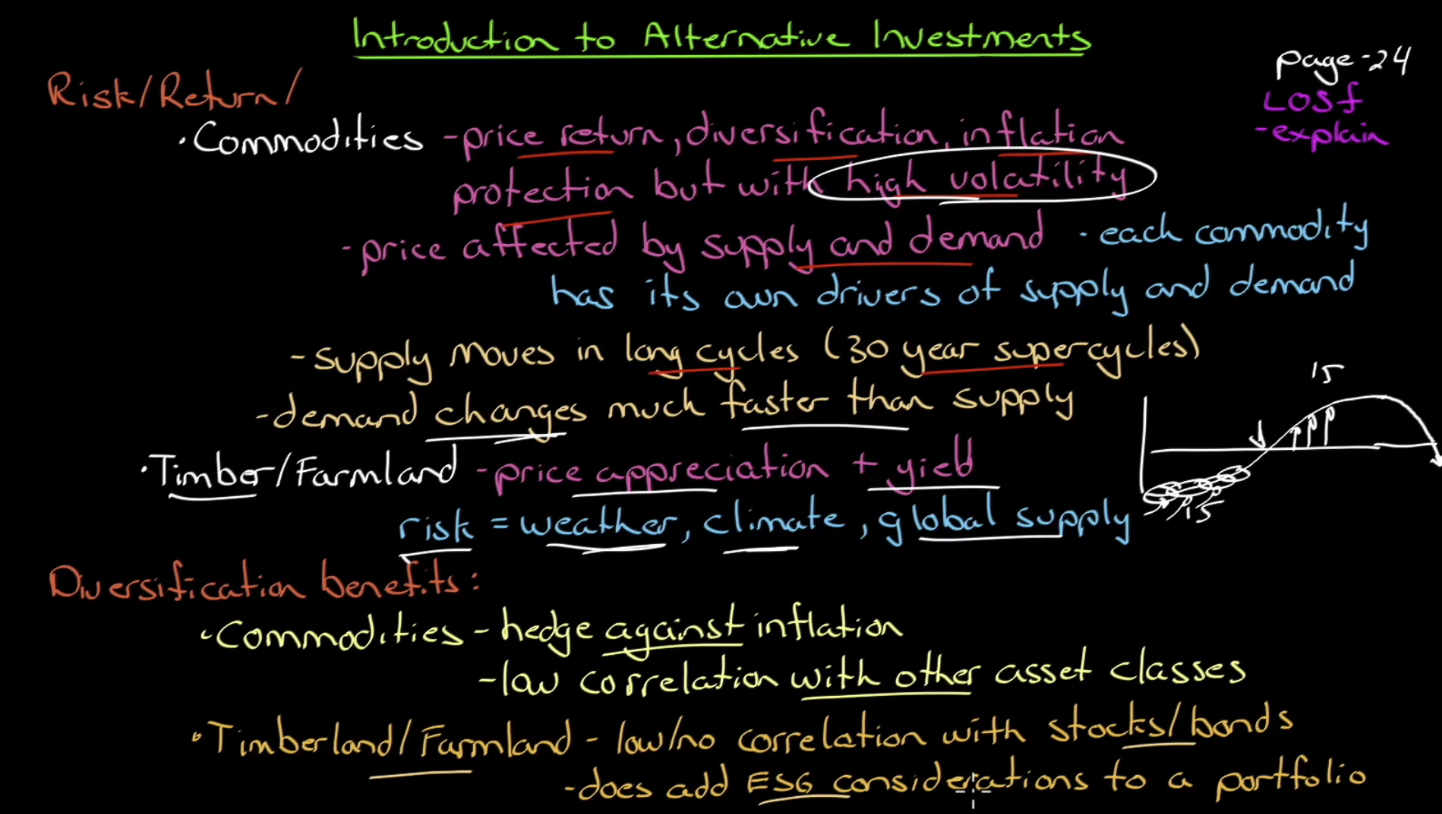 Introduction to Alternative Investments
page-24
LOS f
-explain
Risk/Return/
·Commodities -price return, diversification, inflation
protection but with high volatility
-price affected by supply and demand · each commodity
has its own drivers of supply and demand
-supply moves in long cycles (30 year supercycles)
-demand changes much faster than supply
15
·Timber/Farmland -price appreciation + yield
risk = weather, climate, global supply
15
Diversification benefits:
·Commodities - hedge against inflation
-low correlation with other asset classes
·Timberland/Farmland - low/no correlation with stocks/bonds
-does add ESG considerations to a portfolio